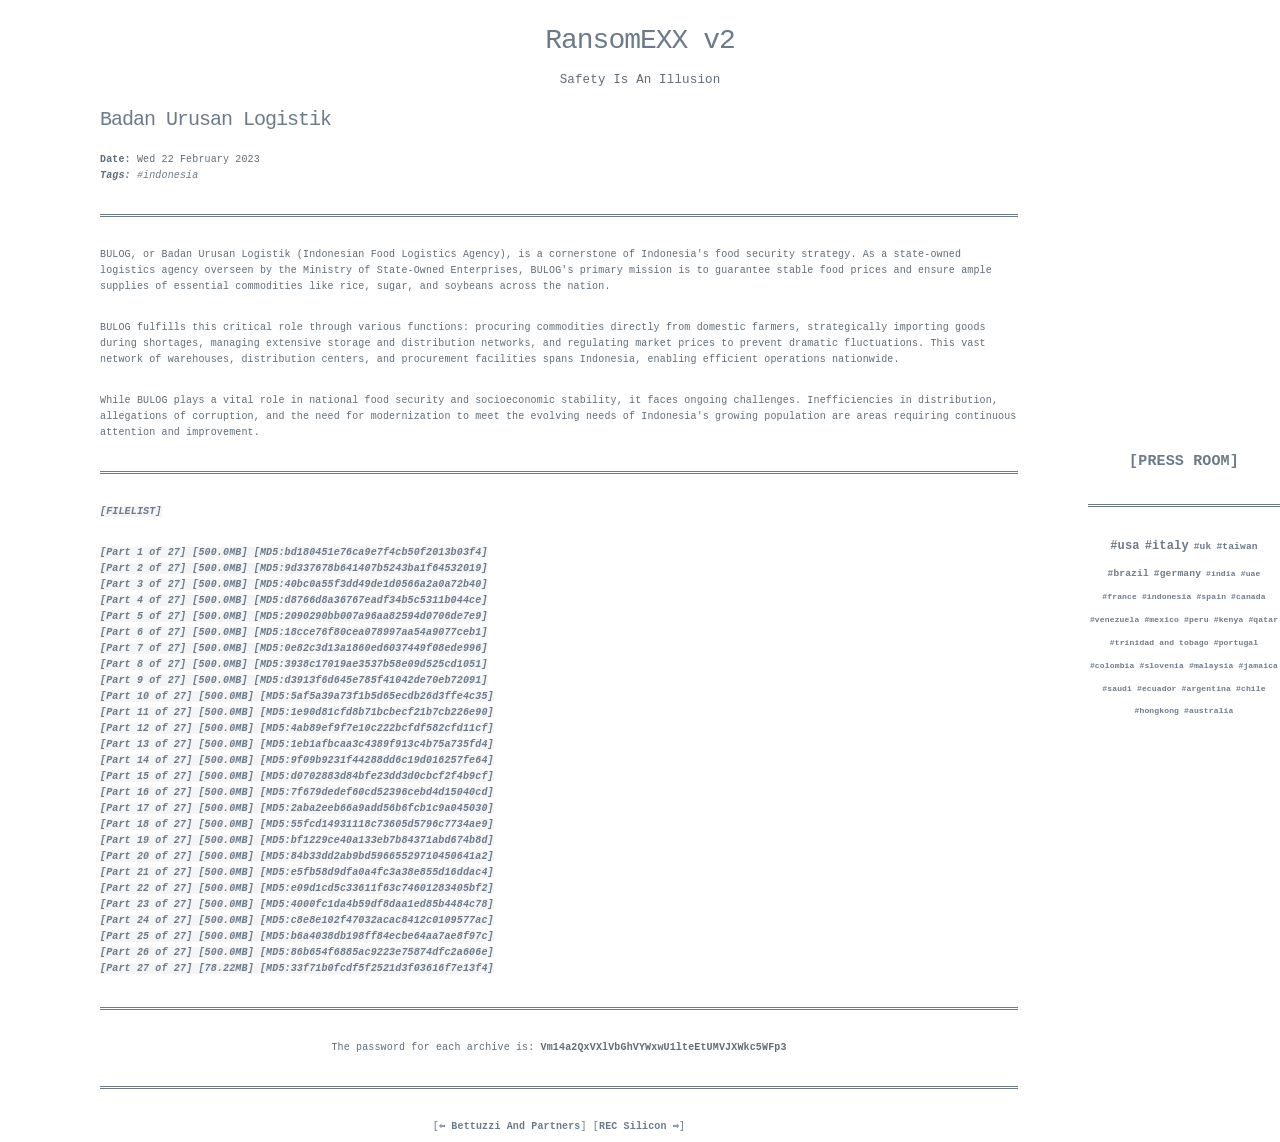 RansomEXX v2
Safety Is An Illusion
Badan Urusan Logistik
Date: Wed 22 February 2023
Tags: #indonesia
BULOG, or Badan Urusan Logistik (Indonesian Food Logistics Agency), is a cornerstone of Indonesia's food security strategy. As a state-owned
logistics agency overseen by the Ministry of State-Owned Enterprises, BULOG's primary mission is to guarantee stable food prices and ensure ample
supplies of essential commodities like rice, sugar, and soybeans across the nation.
BULOG fulfills this critical role through various functions: procuring commodities directly from domestic farmers, strategically importing goods
during shortages, managing extensive storage and distribution networks, and regulating market prices to prevent dramatic fluctuations. This vast
network of warehouses, distribution centers, and procurement facilities spans Indonesia, enabling efficient operations nationwide.
While BULOG plays a vital role in national food security and socioeconomic stability, it faces ongoing challenges. Inefficiencies in distribution,
allegations of corruption, and the need for modernization to meet the evolving needs of Indonesia's growing population are areas requiring continuous
attention and improvement.
[FILELIST]
[Part 1 of 27] [500.0MB] [MD5:bd180451e76ca9e7f4cb50f2013b03f4]
[Part 2 of 27] [500.0MB] [MD5:9d337678b641407b5243ba1f64532019]
[Part 3 of 27] [500.0MB] [MD5:40bc0a55f3dd49de1d0566a2a0a72b40]
[Part 4 of 27] [500.0MB] [MD5:d8766d8a36767eadf34b5c5311b044ce]
[Part 5 of 27] [500.0MB] [MD5:2090290bb007a96aa82594d0706de7e9]
[Part 6 of 27] [500.0MB] [MD5:18cce76f80cea078997aa54a9077ceb1]
[Part 7 of 27] [500.0MB] [MD5:0e82c3d13a1860ed6037449f08ede996]
[Part 8 of 27] [500.0MB] [MD5:3938c17019ae3537b58e09d525cd1051]
[Part 9 of 27] [500.0MB] [MD5:d3913f6d645e785f41042de70eb72091]
[Part 10 of 27] [500.0MB] [MD5:5af5a39a73f1b5d65ecdb26d3ffe4c35]
[Part 11 of 27] [500.0MB] [MD5:1e90d81cfd8b71bcbecf21b7cb226e90]
[Part 12 of 27] [500.0MB] [MD5:4ab89ef9f7e10c222bcfdf582cfd11cf]
[Part 13 of 27] [500.0MB] [MD5:1eb1afbcaa3c4389f913c4b75a735fd4]
[Part 14 of 27] [500.0MB] [MD5:9f09b9231f44288dd6c19d016257fe64]
[Part 15 of 27] [500.0MB] [MD5:d0702883d84bfe23dd3d0cbcf2f4b9cf]
[Part 16 of 27] [500.0MB] [MD5:7f679dedef60cd52396cebd4d15040cd]
[Part 17 of 27] [500.0MB] [MD5:2aba2eeb66a9add56b6fcb1c9a045030]
[Part 18 of 27] [500.0MB] [MD5:55fcd14931118c73605d5796c7734ae9]
[Part 19 of 27] [500.0MB] [MD5:bf1229ce40a133eb7b84371abd674b8d]
[Part 20 of 27] [500.0MB] [MD5:84b33dd2ab9bd59665529710450641a2]
[Part 21 of 27] [500.0MB] [MD5:e5fb58d9dfa0a4fc3a38e855d16ddac4]
[Part 22 of 27] [500.0MB] [MD5:e09d1cd5c33611f63c74601283405bf2]
[Part 23 of 27] [500.0MB] [MD5:4000fc1da4b59df8daa1ed85b4484c78]
[Part 24 of 27] [500.0MB] [MD5:c8e8e102f47032acac8412c0109577ac]
[Part 25 of 27] [500.0MB] [MD5:b6a4038db198ff84ecbe64aa7ae8f97c]
[Part 26 of 27] [500.0MB] [MD5:86b654f6885ac9223e75874dfc2a606e]
[Part 27 of 27] [78.22MB] [MD5:33f71b0fcdf5f2521d3f03616f7e13f4]
The password for each archive is: Vm14a2QxVXlVbGhVYWxwU1lteEtUMVJXWkc5WFp3
[⇐ Bettuzzi And Partners] [REC Silicon ⇒]
[PRESS ROOM]
#usa #italy #uk #taiwan
#brazil #germany #india #uae
#france #indonesia #spain #canada
#venezuela #mexico #peru #kenya #qatar
#trinidad and tobago #portugal
#colombia #slovenia #malaysia #jamaica
#saudi #ecuador #argentina #chile
#hongkong #australia